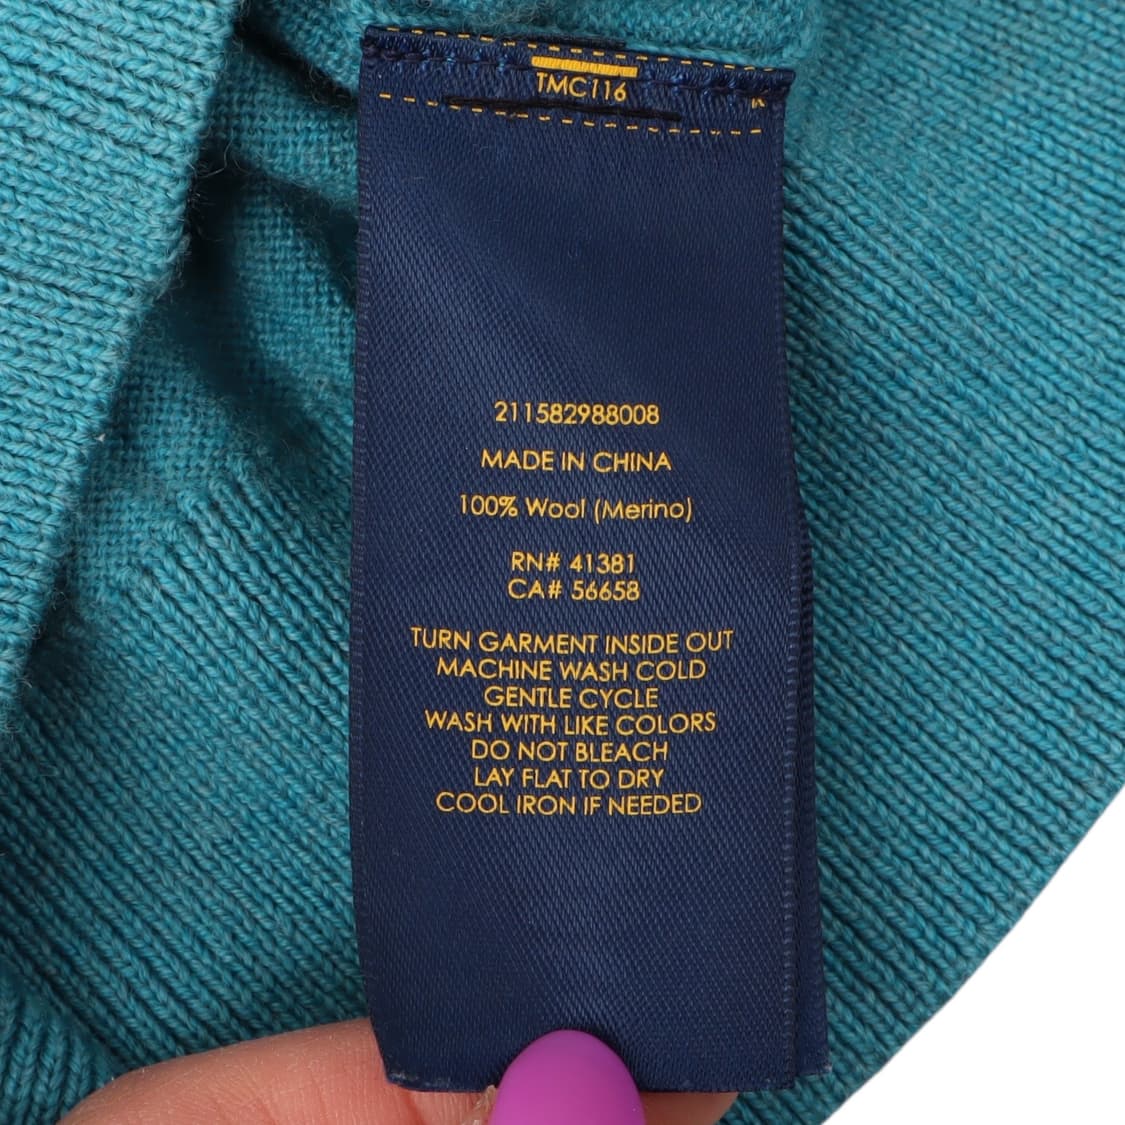 TMC116
K
211582988008
MADE IN CHINA
100% Wool (Merino)
RN# 41381
CA# 56658
TURN GARMENT INSIDE OUT
MACHINE WASH COLD
GENTLE CYCLE
WASH WITH LIKE COLORS
DO NOT BLEACH
LAY FLAT TO DRY
COOL IRON IF NEEDED